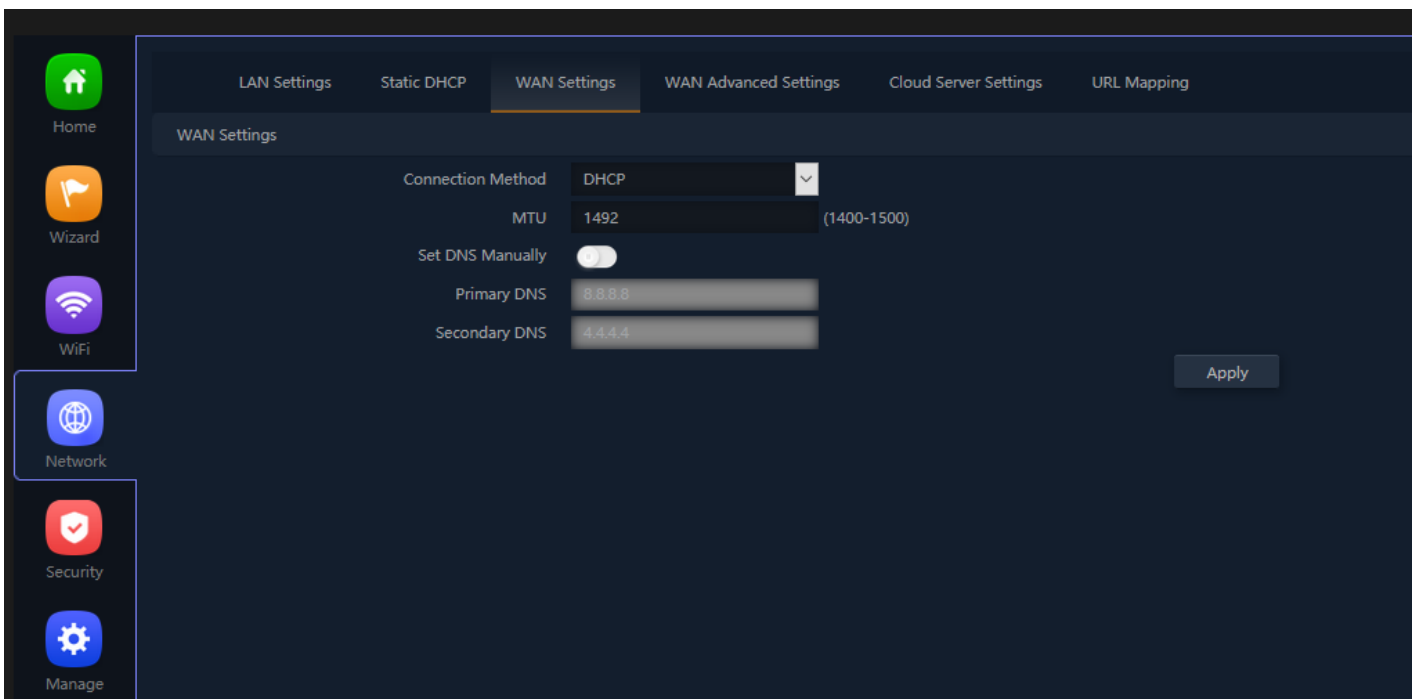 Home
Wizard
WiFi
Network
Security
Manage
LAN Settings Static DHCP WAN Settings WAN Advanced Settings Cloud Server Settings URL Mapping
WAN Settings
Connection Method DHCP
MTU 1492 (1400-1500)
Set DNS Manually
Primary DNS 8.8.8.8
Secondary DNS 4.4.4.4
Apply